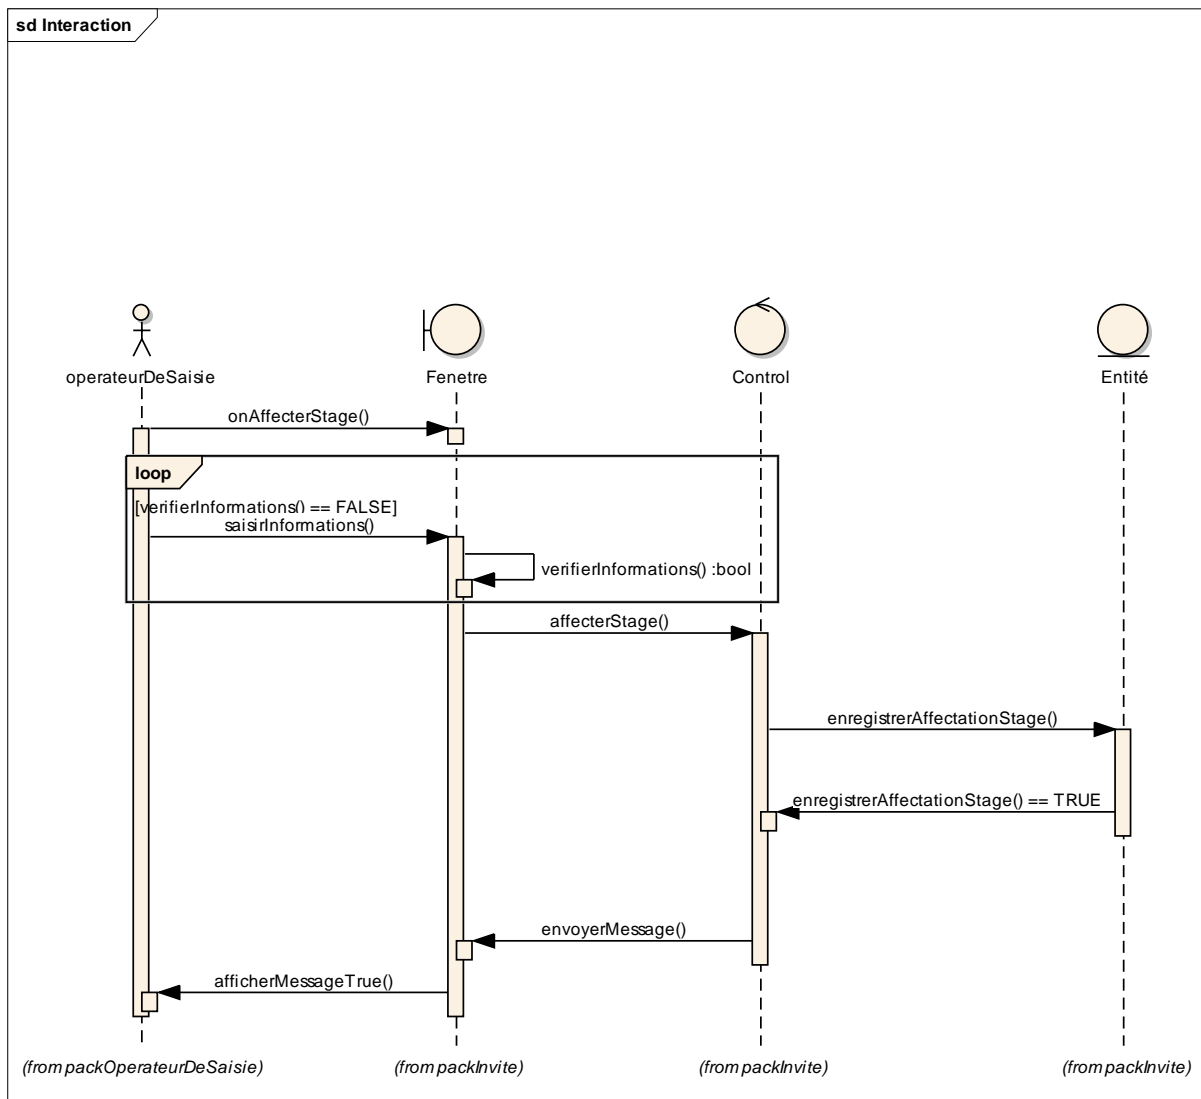 sd Interaction
operateurDeSaisie
Fenetre
Control
Entité
onAffecterStage()
loop
[verifierInformations() == FALSE]
saisirInformations()
verifierInformations() :bool
affecterStage()
enregistrerAffectationStage()
enregistrerAffectationStage() == TRUE
envoyerMessage()
afficherMessageTrue()
(from packOperateurDeSaisie)
(from packInvite)
(from packInvite)
(from packInvite)